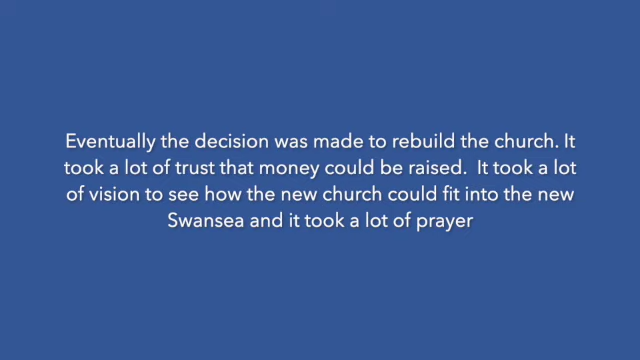 Eventually the decision was made to rebuild the church. It
took a lot of trust that money could be raised.  It took a lot
of vision to see how the new church could fit into the new
Swansea and it took a lot of prayer